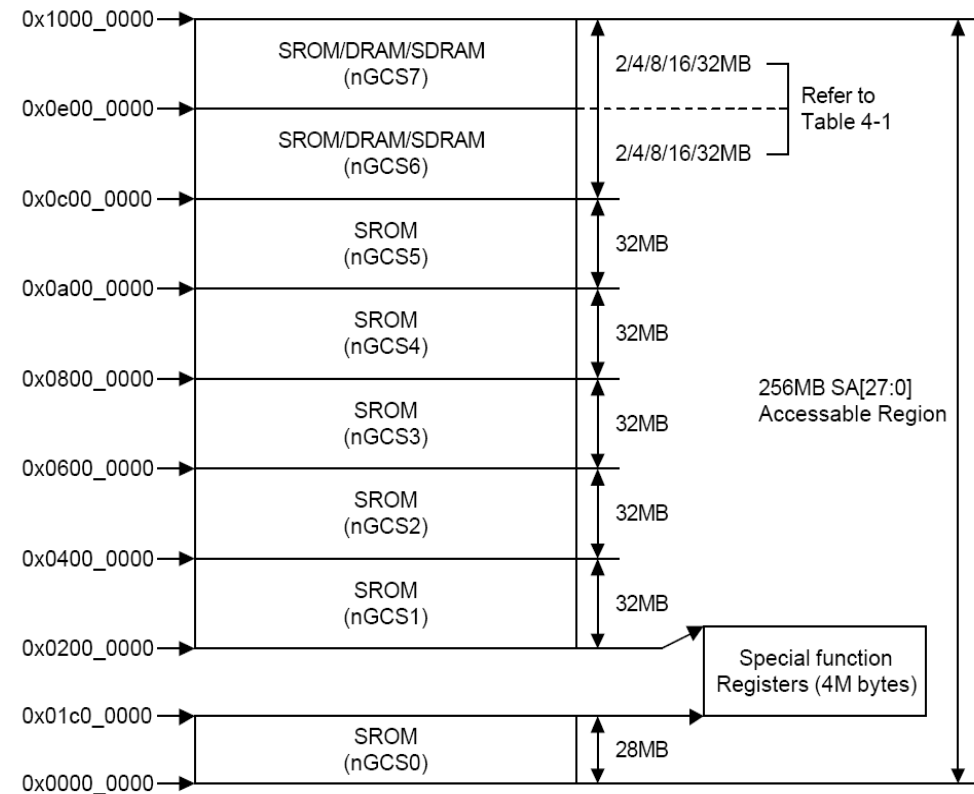 0x1000_0000
SROM/DRAM/SDRAM
(nGCS7)
2/4/8/16/32MB
Refer to
Table 4-1
0x0e00_0000
SROM/DRAM/SDRAM
(nGCS6)
2/4/8/16/32MB
0x0c00_0000
SROM
(nGCS5)
32MB
0x0a00_0000
SROM
(nGCS4)
32MB
0x0800_0000
256MB SA[27:0]
Accessable Region
SROM
(nGCS3)
32MB
0x0600_0000
SROM
(nGCS2)
32MB
0x0400_0000
SROM
(nGCS1)
32MB
0x0200_0000
Special function
Registers (4M bytes)
0x01c0_0000
SROM
(nGCS0)
28MB
0x0000_0000